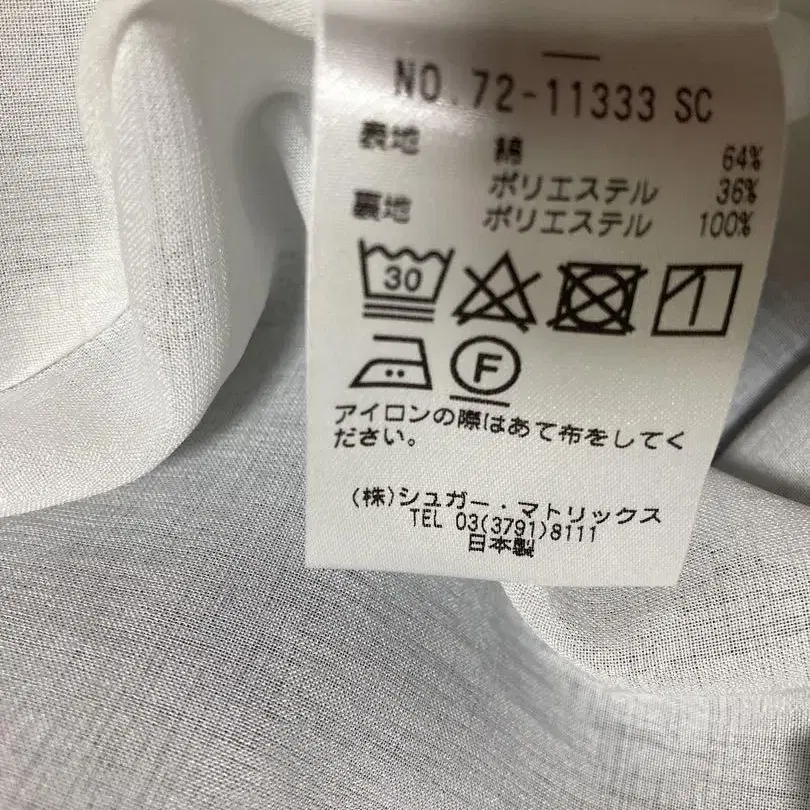 NO.72-11333 SC
表地 綿 64%
ポリエステル 36%
裏地 ポリエステル 100%
30
F
アイロンの際はあて布をしてく
ださい。
(株)シュガー・マトリックス
TEL 03(3791)8111
日本製